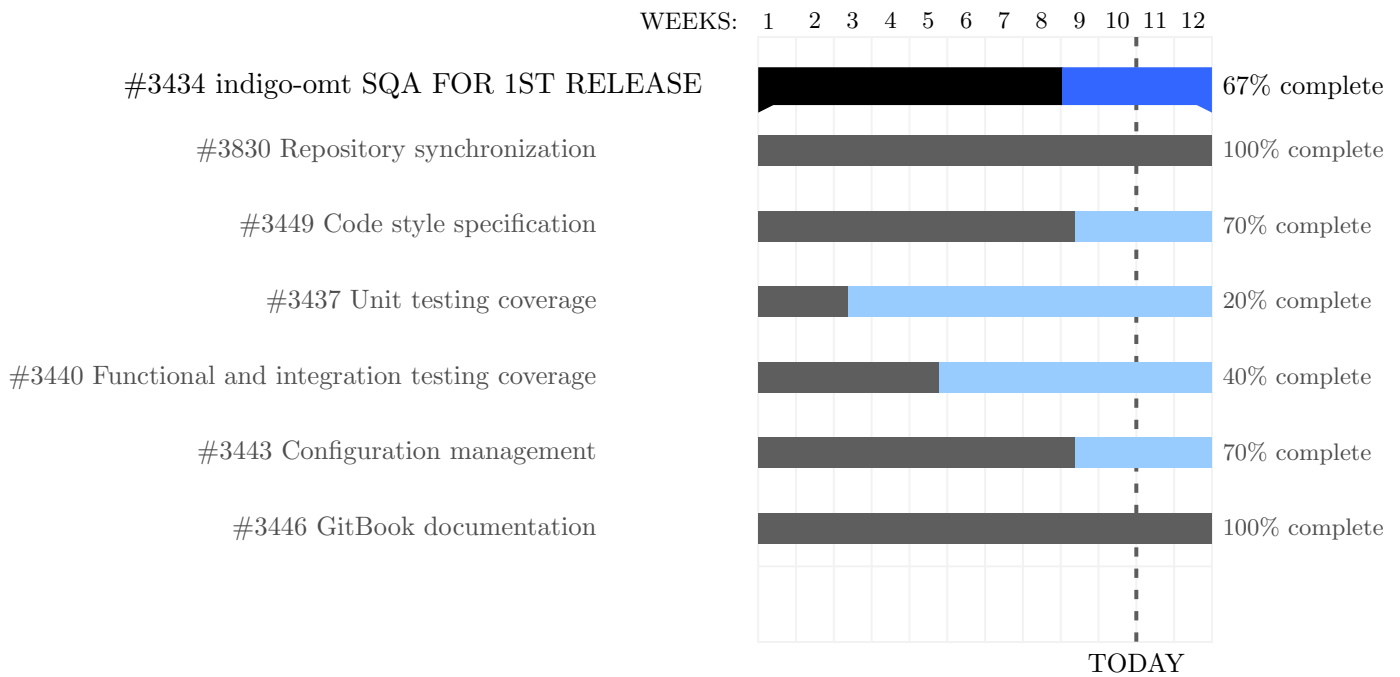 WEEKS: 1 2 3 4 5 6 7 8 9 10 11 12
#3434 indigo-omt SQA FOR 1ST RELEASE 67% complete
#3830 Repository synchronization 100% complete
#3449 Code style specification 70% complete
#3437 Unit testing coverage 20% complete
#3440 Functional and integration testing coverage 40% complete
#3443 Configuration management 70% complete
#3446 GitBook documentation 100% complete
TODAY